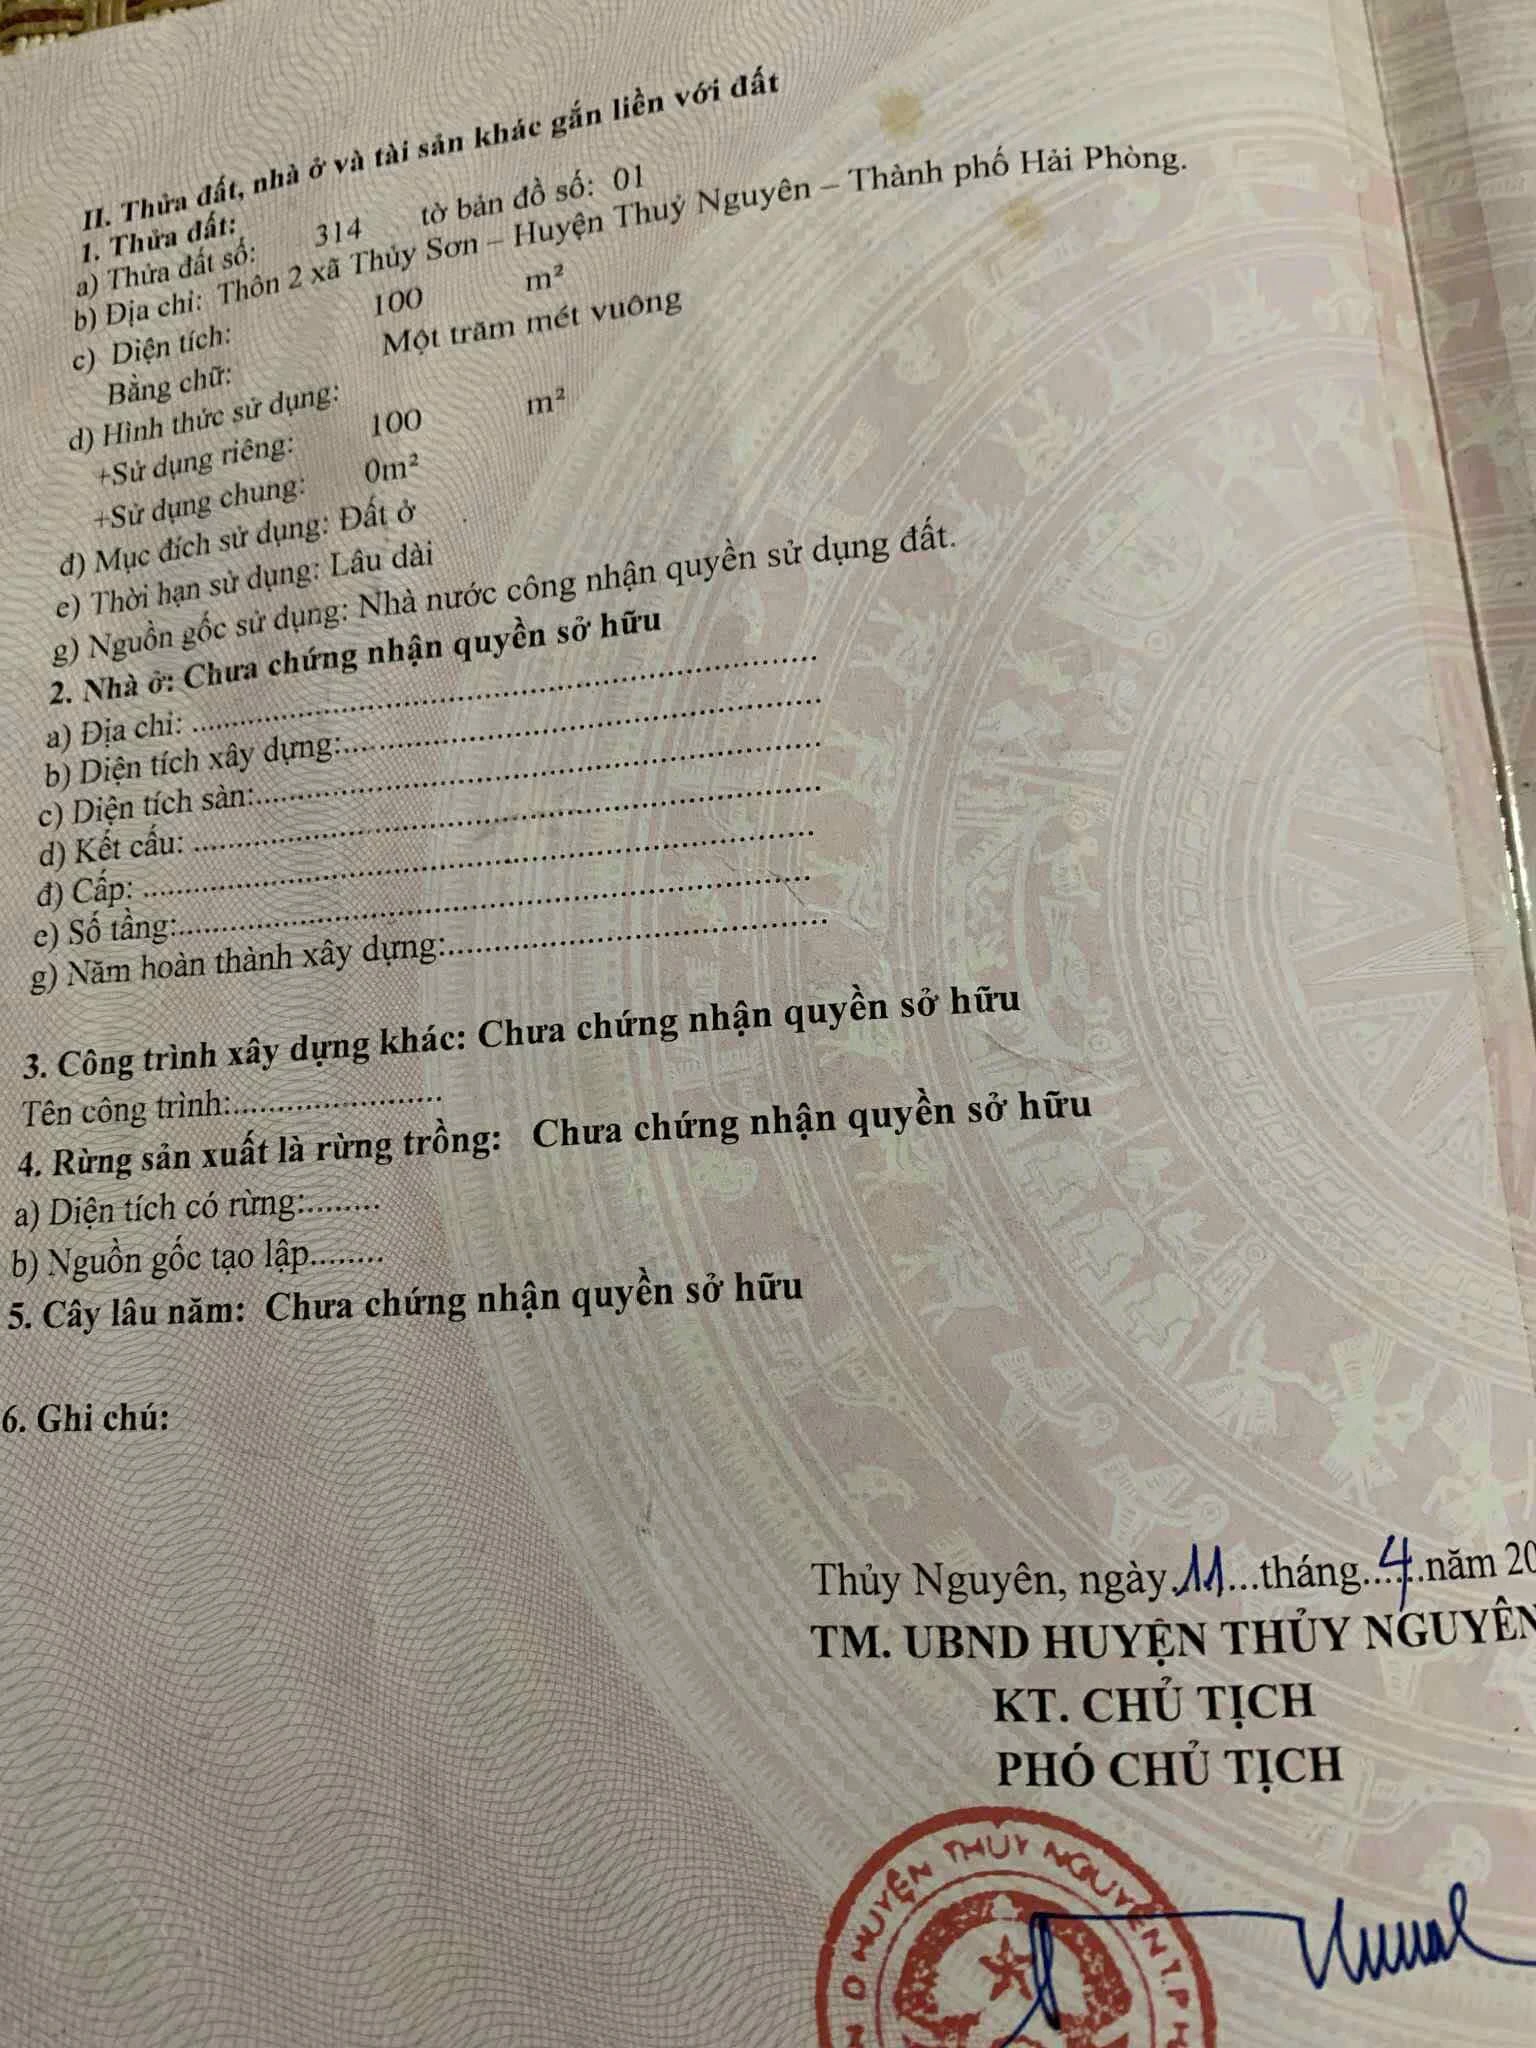 II. Thửa đất, nhà ở và tài sản khác gắn liền với đất
1. Thửa đất:
a) Thửa đất số: 314 tờ bản đồ số: 01
b) Địa chỉ: Thôn 2 xã Thủy Sơn – Huyện Thuỷ Nguyên – Thành phố Hải Phòng.
c) Diện tích: 100 m²
Bằng chữ: Một trăm mét vuông
d) Hình thức sử dụng:
+Sử dụng riêng: 100 m²
+Sử dụng chung: 0m²
đ) Mục đích sử dụng: Đất ở
e) Thời hạn sử dụng: Lâu dài
g) Nguồn gốc sử dụng: Nhà nước công nhận quyền sử dụng đất.
2. Nhà ở: Chưa chứng nhận quyền sở hữu
a) Địa chỉ: ..........
b) Diện tích xây dựng:..........
c) Diện tích sàn:..........
d) Kết cấu: ..........
đ) Cấp: ..........
e) Số tầng:..........
g) Năm hoàn thành xây dựng:..........
3. Công trình xây dựng khác: Chưa chứng nhận quyền sở hữu
Tên công trình:..........
4. Rừng sản xuất là rừng trồng: Chưa chứng nhận quyền sở hữu
a) Diện tích có rừng:.........
b) Nguồn gốc tạo lập........
5. Cây lâu năm: Chưa chứng nhận quyền sở hữu
6. Ghi chú:
Thủy Nguyên, ngày.11...tháng...4..năm 20
TM. UBND HUYỆN THỦY NGUYÊN
KT. CHỦ TỊCH
PHÓ CHỦ TỊCH
HUYỆN THUỶ NGUYÊN T.P H